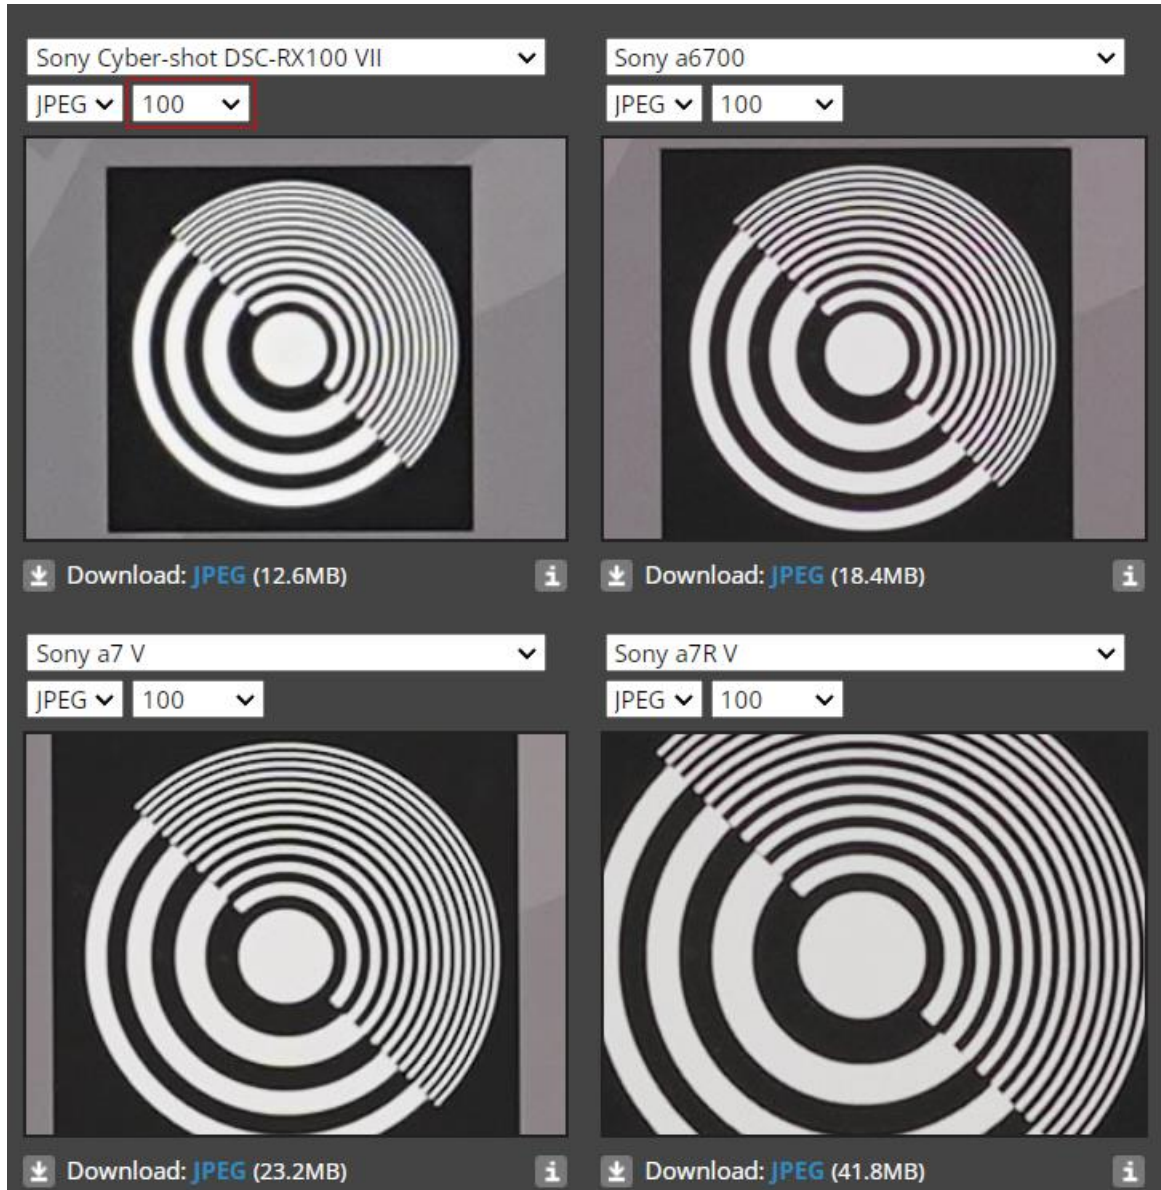 Sony Cyber-shot DSC-RX100 VII
JPEG 100
Sony a6700
JPEG 100
Download: JPEG (12.6MB)
Download: JPEG (18.4MB)
Sony a7 V
JPEG 100
Sony a7R V
JPEG 100
Download: JPEG (23.2MB)
Download: JPEG (41.8MB)